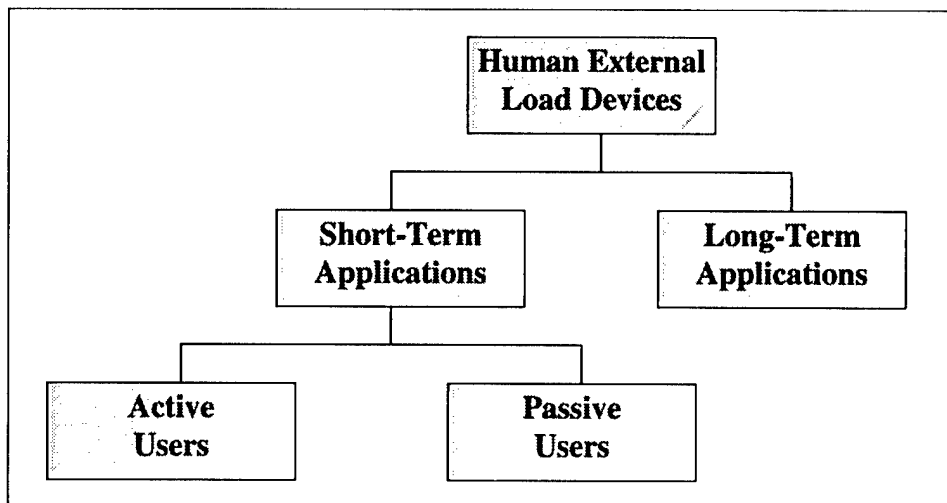 Human External
Load Devices
Short-Term
Applications
Long-Term
Applications
Active
Users
Passive
Users